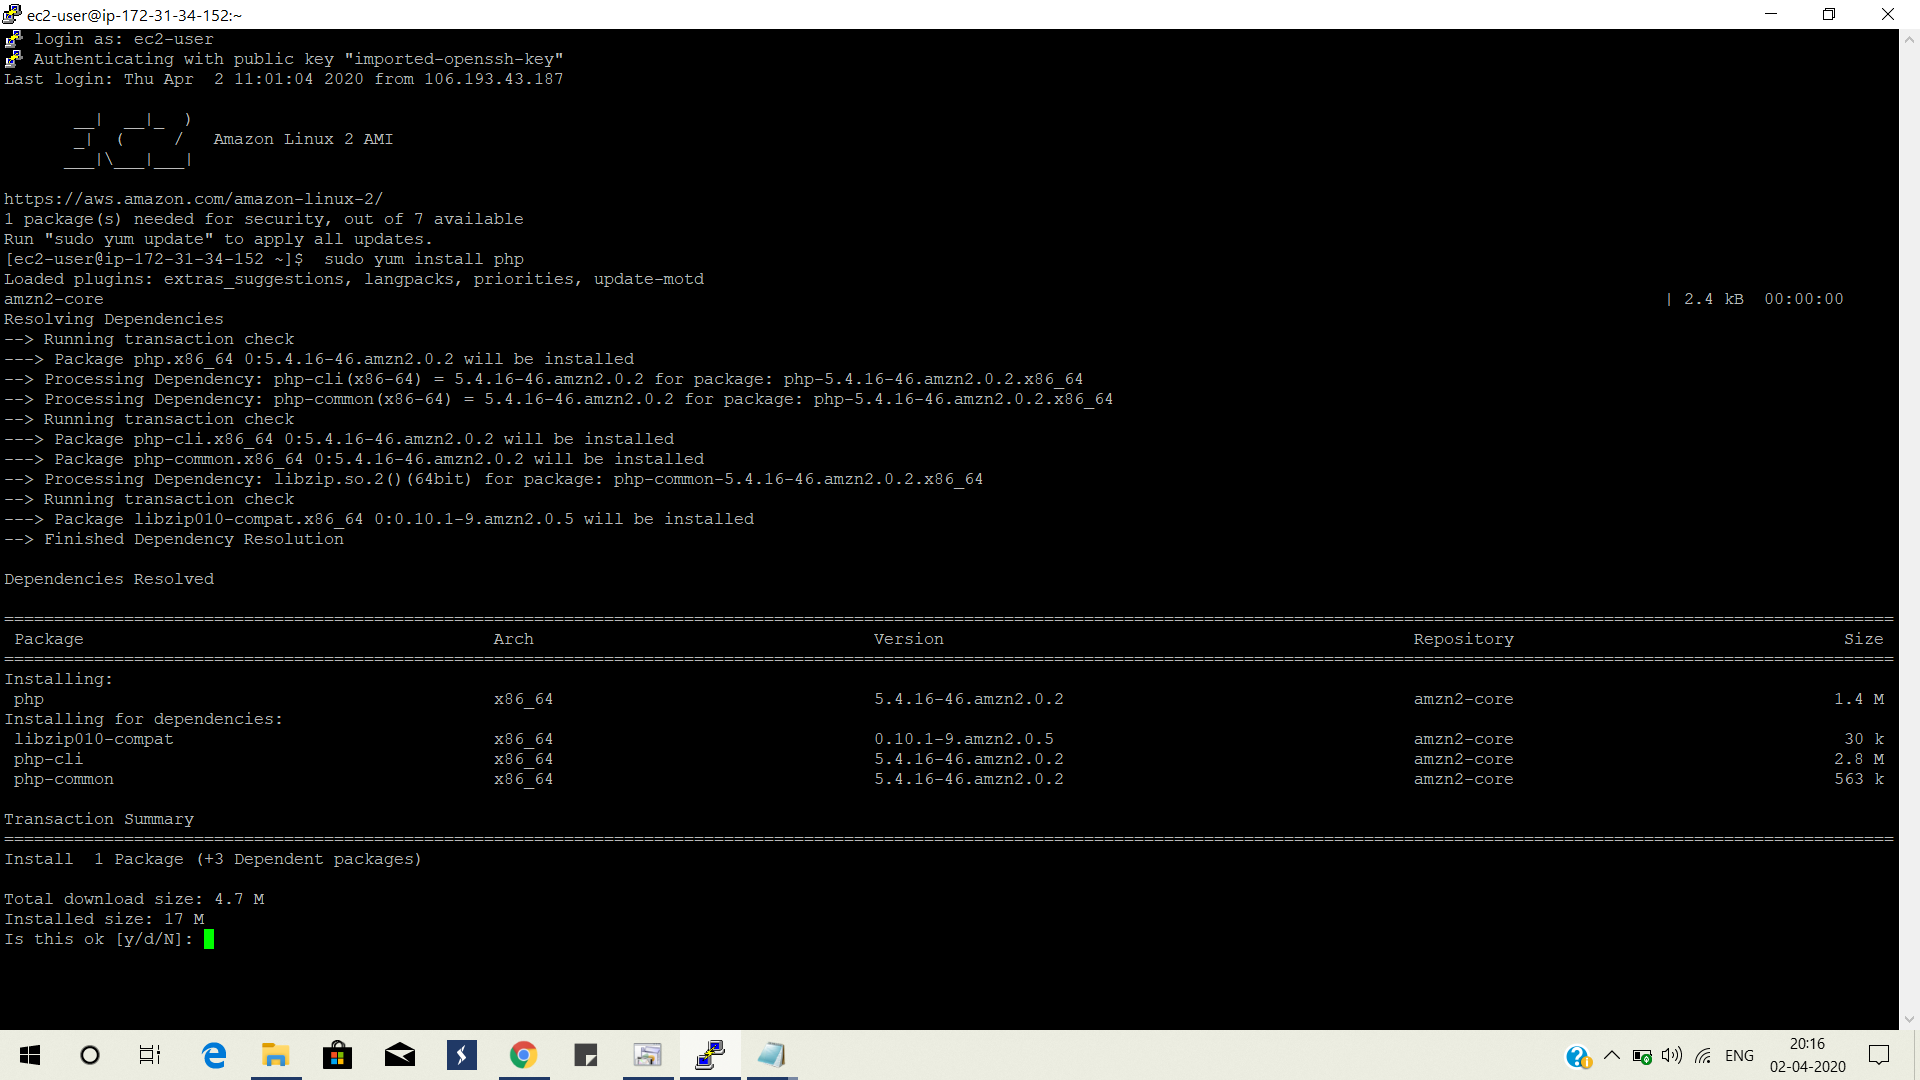 ec2-user@ip-172-31-34-152:~
login as: ec2-user
Authenticating with public key "imported-openssh-key"
Last login: Thu Apr  2 11:01:04 2020 from 106.193.43.187
       __|  __|_  )
       _|  (     /   Amazon Linux 2 AMI
      ___|\___|___|
https://aws.amazon.com/amazon-linux-2/
1 package(s) needed for security, out of 7 available
Run "sudo yum update" to apply all updates.
[ec2-user@ip-172-31-34-152 ~]$  sudo yum install php
Loaded plugins: extras_suggestions, langpacks, priorities, update-motd
amzn2-core | 2.4 kB  00:00:00
Resolving Dependencies
--> Running transaction check
---> Package php.x86_64 0:5.4.16-46.amzn2.0.2 will be installed
--> Processing Dependency: php-cli(x86-64) = 5.4.16-46.amzn2.0.2 for package: php-5.4.16-46.amzn2.0.2.x86_64
--> Processing Dependency: php-common(x86-64) = 5.4.16-46.amzn2.0.2 for package: php-5.4.16-46.amzn2.0.2.x86_64
--> Running transaction check
---> Package php-cli.x86_64 0:5.4.16-46.amzn2.0.2 will be installed
---> Package php-common.x86_64 0:5.4.16-46.amzn2.0.2 will be installed
--> Processing Dependency: libzip.so.2()(64bit) for package: php-common-5.4.16-46.amzn2.0.2.x86_64
--> Running transaction check
---> Package libzip010-compat.x86_64 0:0.10.1-9.amzn2.0.5 will be installed
--> Finished Dependency Resolution
Dependencies Resolved
Package Arch Version Repository Size
Installing:
php x86_64 5.4.16-46.amzn2.0.2 amzn2-core 1.4 M
Installing for dependencies:
libzip010-compat x86_64 0.10.1-9.amzn2.0.5 amzn2-core 30 k
php-cli x86_64 5.4.16-46.amzn2.0.2 amzn2-core 2.8 M
php-common x86_64 5.4.16-46.amzn2.0.2 amzn2-core 563 k
Transaction Summary
Install  1 Package (+3 Dependent packages)
Total download size: 4.7 M
Installed size: 17 M
Is this ok [y/d/N]:
ENG
20:16
02-04-2020